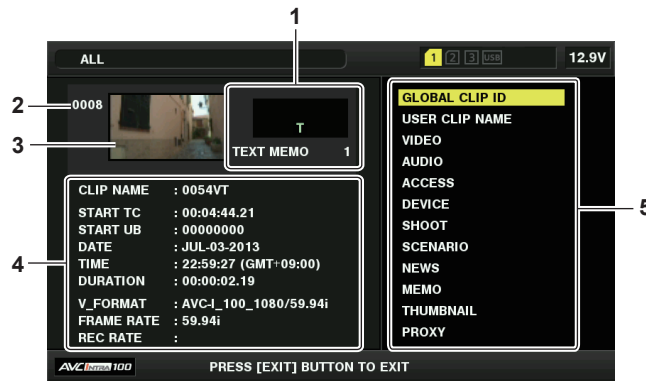 1
ALL
1 2 3 USB
12.9V
2
0008
3
T
TEXT MEMO 1
4
CLIP NAME : 0054VT
START TC : 00:04:44.21
START UB : 00000000
DATE : JUL-03-2013
TIME : 22:59:27 (GMT+09:00)
DURATION : 00:00:02.19
V_FORMAT : AVC-I_100_1080/59.94i
FRAME RATE : 59.94i
REC RATE :
GLOBAL CLIP ID
USER CLIP NAME
VIDEO
AUDIO
ACCESS
DEVICE
SHOOT
SCENARIO
NEWS
MEMO
THUMBNAIL
PROXY
5
AVC INTRA 100
PRESS [EXIT] BUTTON TO EXIT